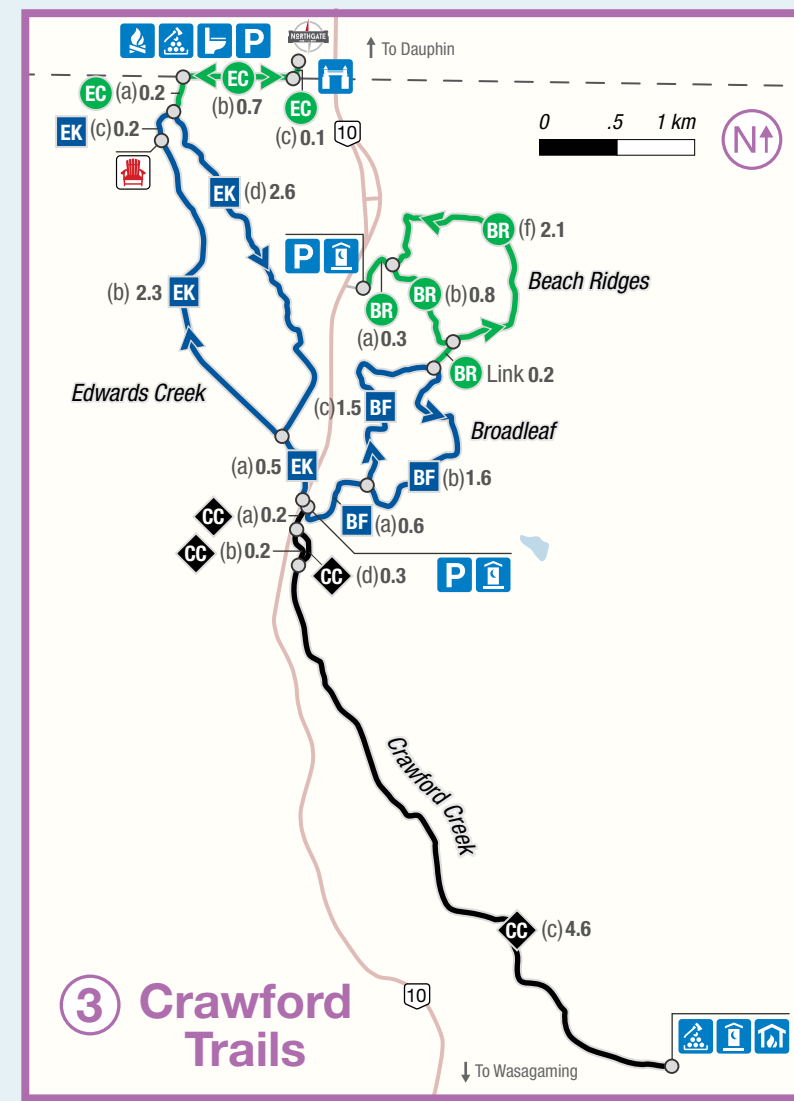 NORTHGATE
↑ To Dauphin
P
EC (a) 0.2
EC
(b) 0.7
EC
(c) 0.1
10
0 .5 1 km
N↑
EK (c) 0.2
EK (d) 2.6
P
BR (f) 2.1
Beach Ridges
(b) 2.3 EK
BR (b) 0.8
BR
(a) 0.3
BR Link 0.2
Edwards Creek
(c) 1.5 BF
Broadleaf
(a) 0.5 EK
BF (b) 1.6
CC (a) 0.2
BF (a) 0.6
CC (b) 0.2
CC (d) 0.3
P
Crawford Creek
CC (c) 4.6
3 Crawford
Trails
10
↓ To Wasagaming